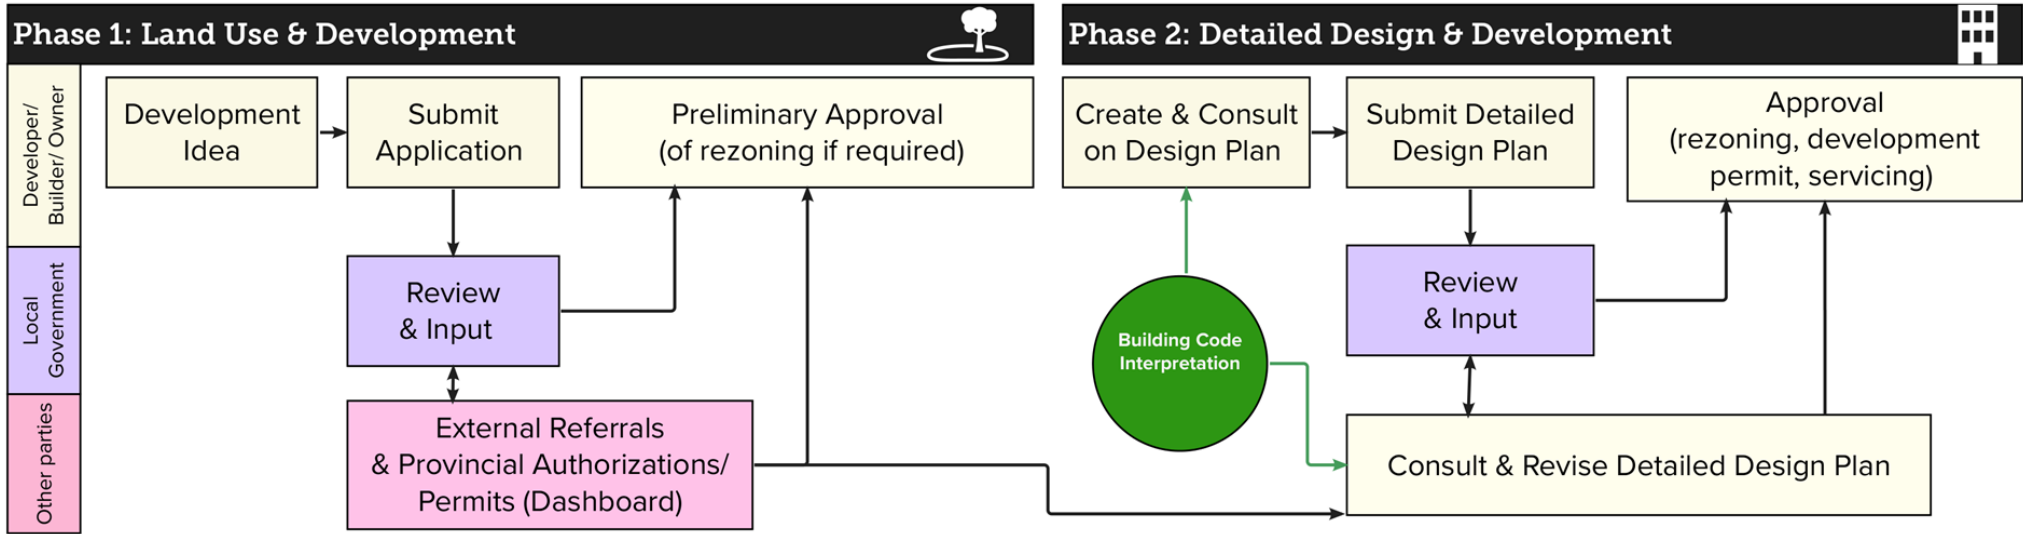 Phase 1: Land Use & Development
Phase 2: Detailed Design & Development
Developer/
Builder/ Owner
Development
Idea
Submit
Application
Preliminary Approval
(of rezoning if required)
Create & Consult
on Design Plan
Submit Detailed
Design Plan
Approval
(rezoning, development
permit, servicing)
Local
Government
Review
& Input
Building Code
Interpretation
Review
& Input
Other parties
External Referrals
& Provincial Authorizations/
Permits (Dashboard)
Consult & Revise Detailed Design Plan